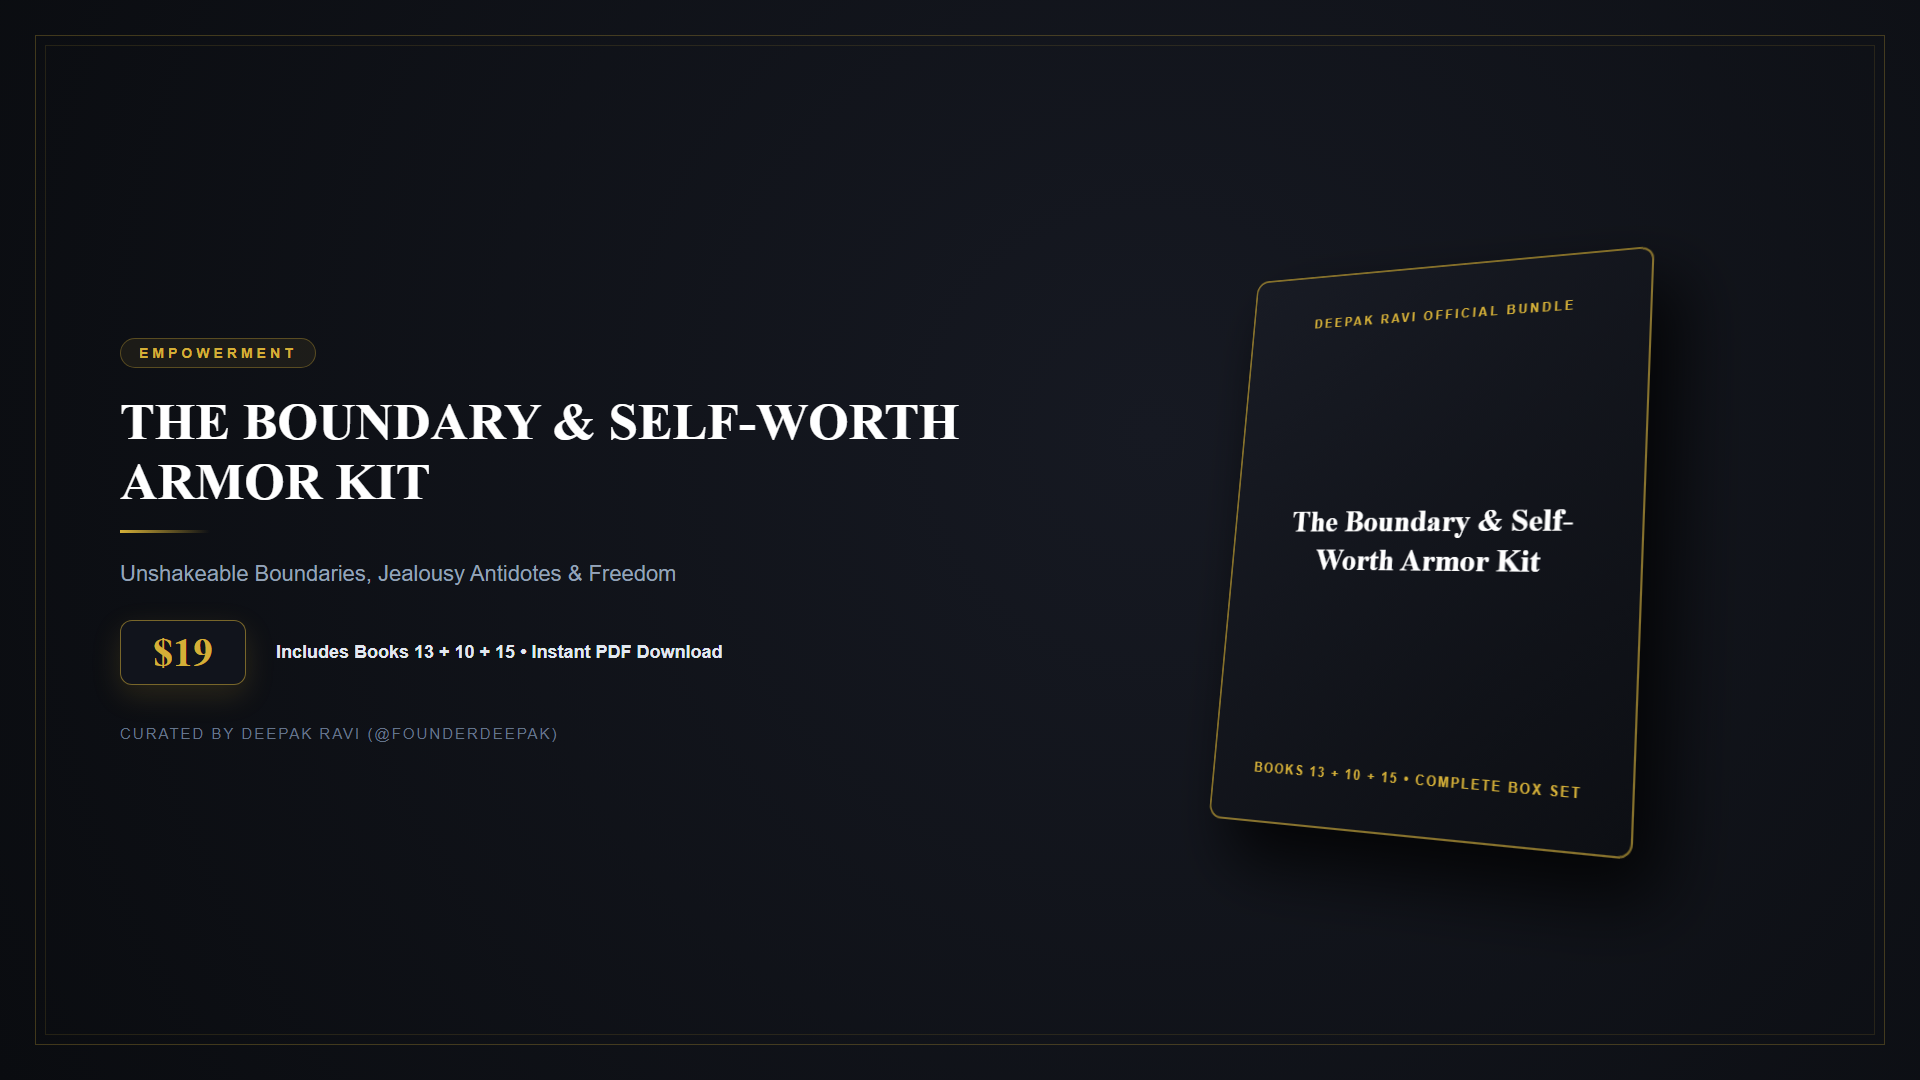 EMPOWERMENT
THE BOUNDARY & SELF-WORTH
ARMOR KIT
Unshakeable Boundaries, Jealousy Antidotes & Freedom
$19
Includes Books 13 + 10 + 15 • Instant PDF Download
CURATED BY DEEPAK RAVI (@FOUNDERDEEPAK)
DEEPAK RAVI OFFICIAL BUNDLE
The Boundary & Self-
Worth Armor Kit
BOOKS 13 + 10 + 15 • COMPLETE BOX SET